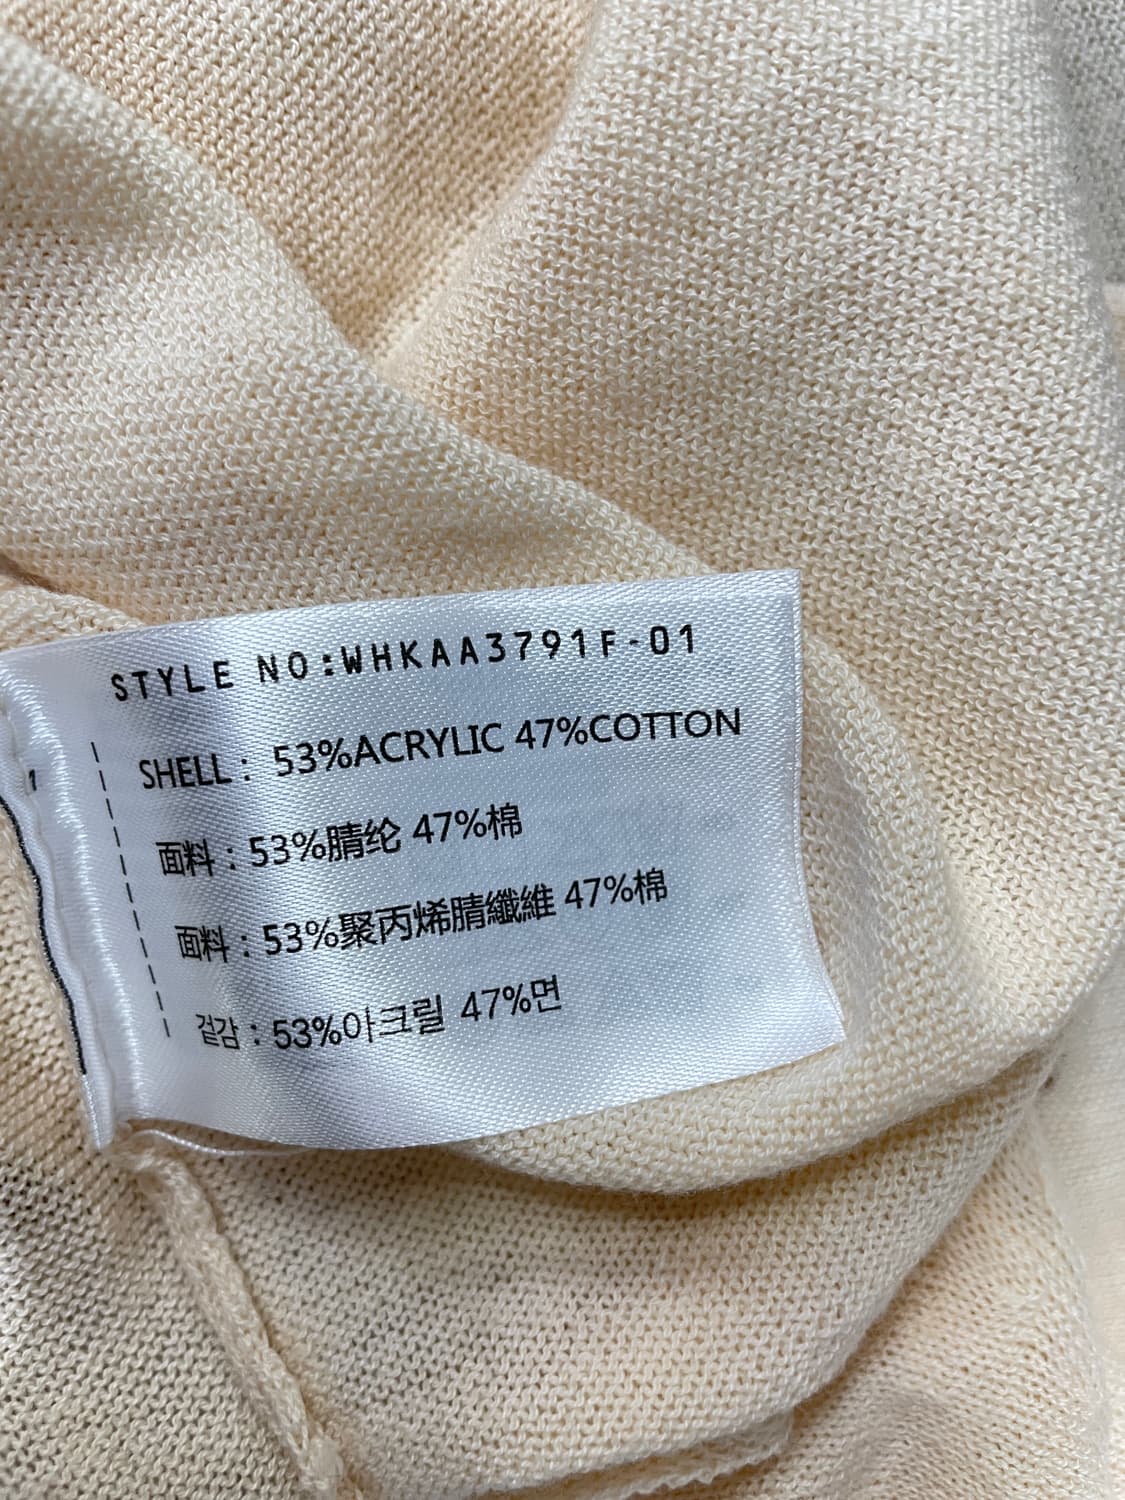 STYLE NO:WHKAA3791F-01
SHELL: 53%ACRYLIC 47%COTTON
面料：53%腈纶 47%棉
面料：53%聚丙烯腈纖維 47%棉
겉감：53%아크릴 47%면